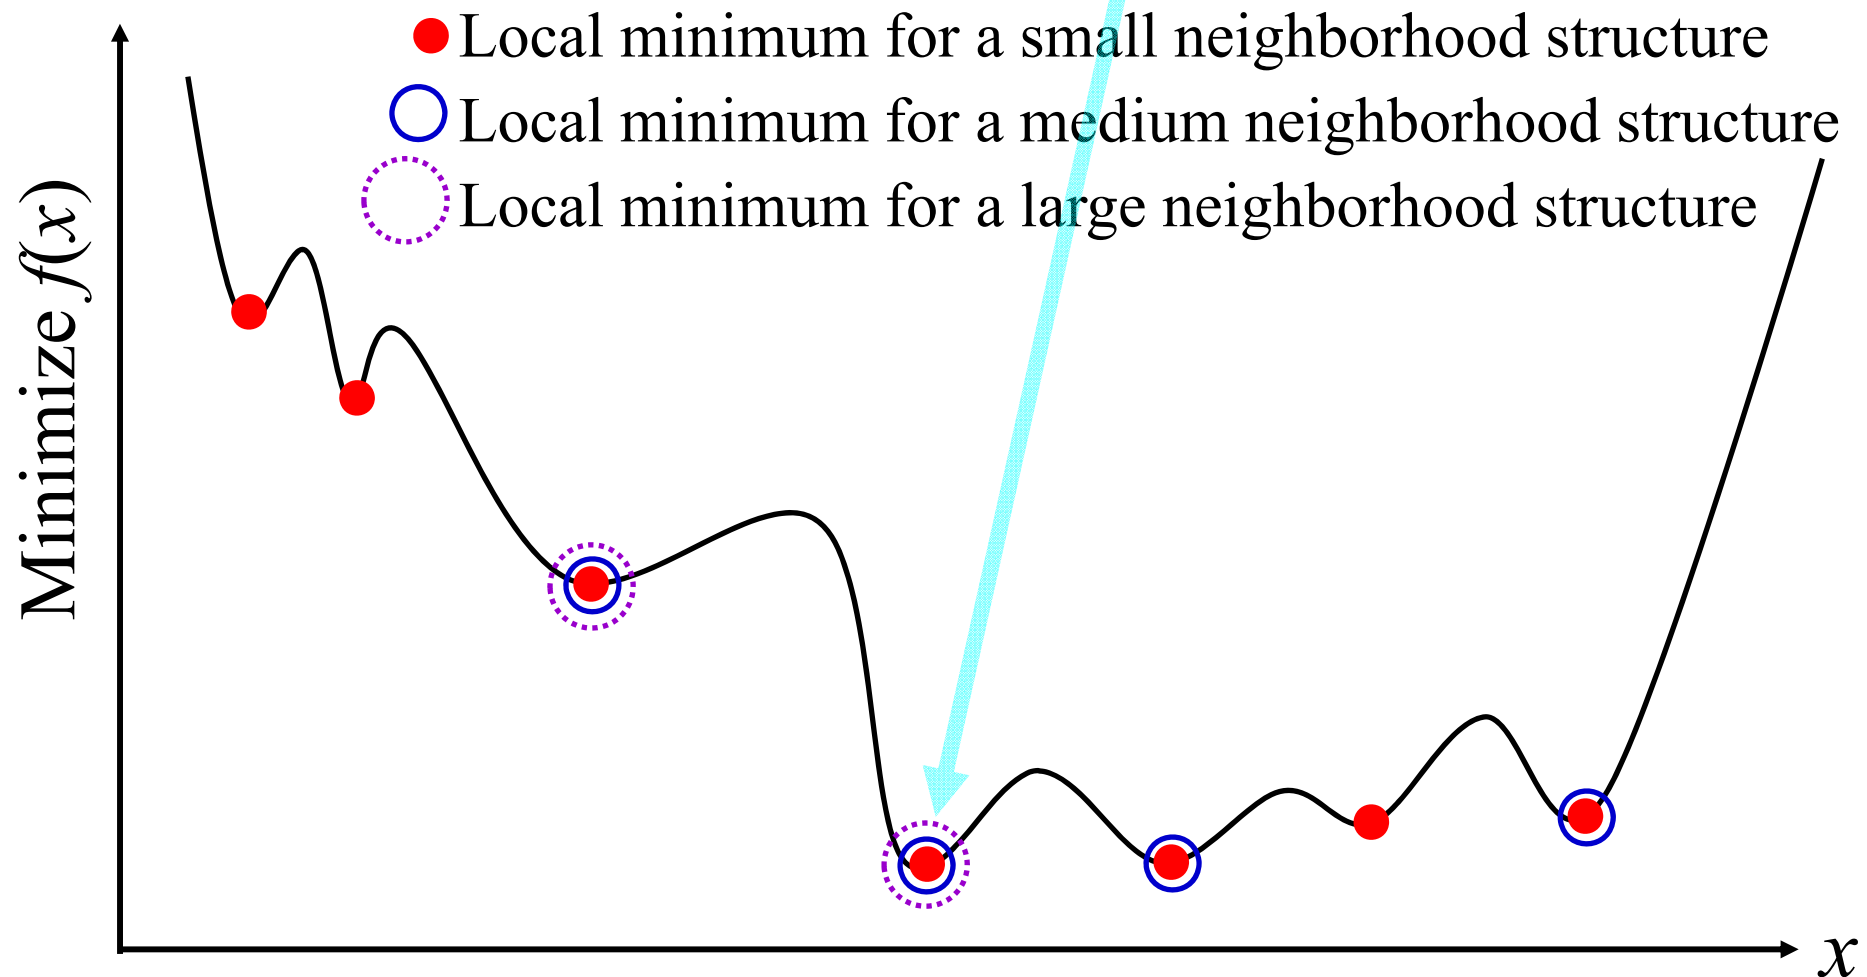 Local minimum for a small neighborhood structure
Local minimum for a medium neighborhood structure
Local minimum for a large neighborhood structure
Minimize f(x)
x